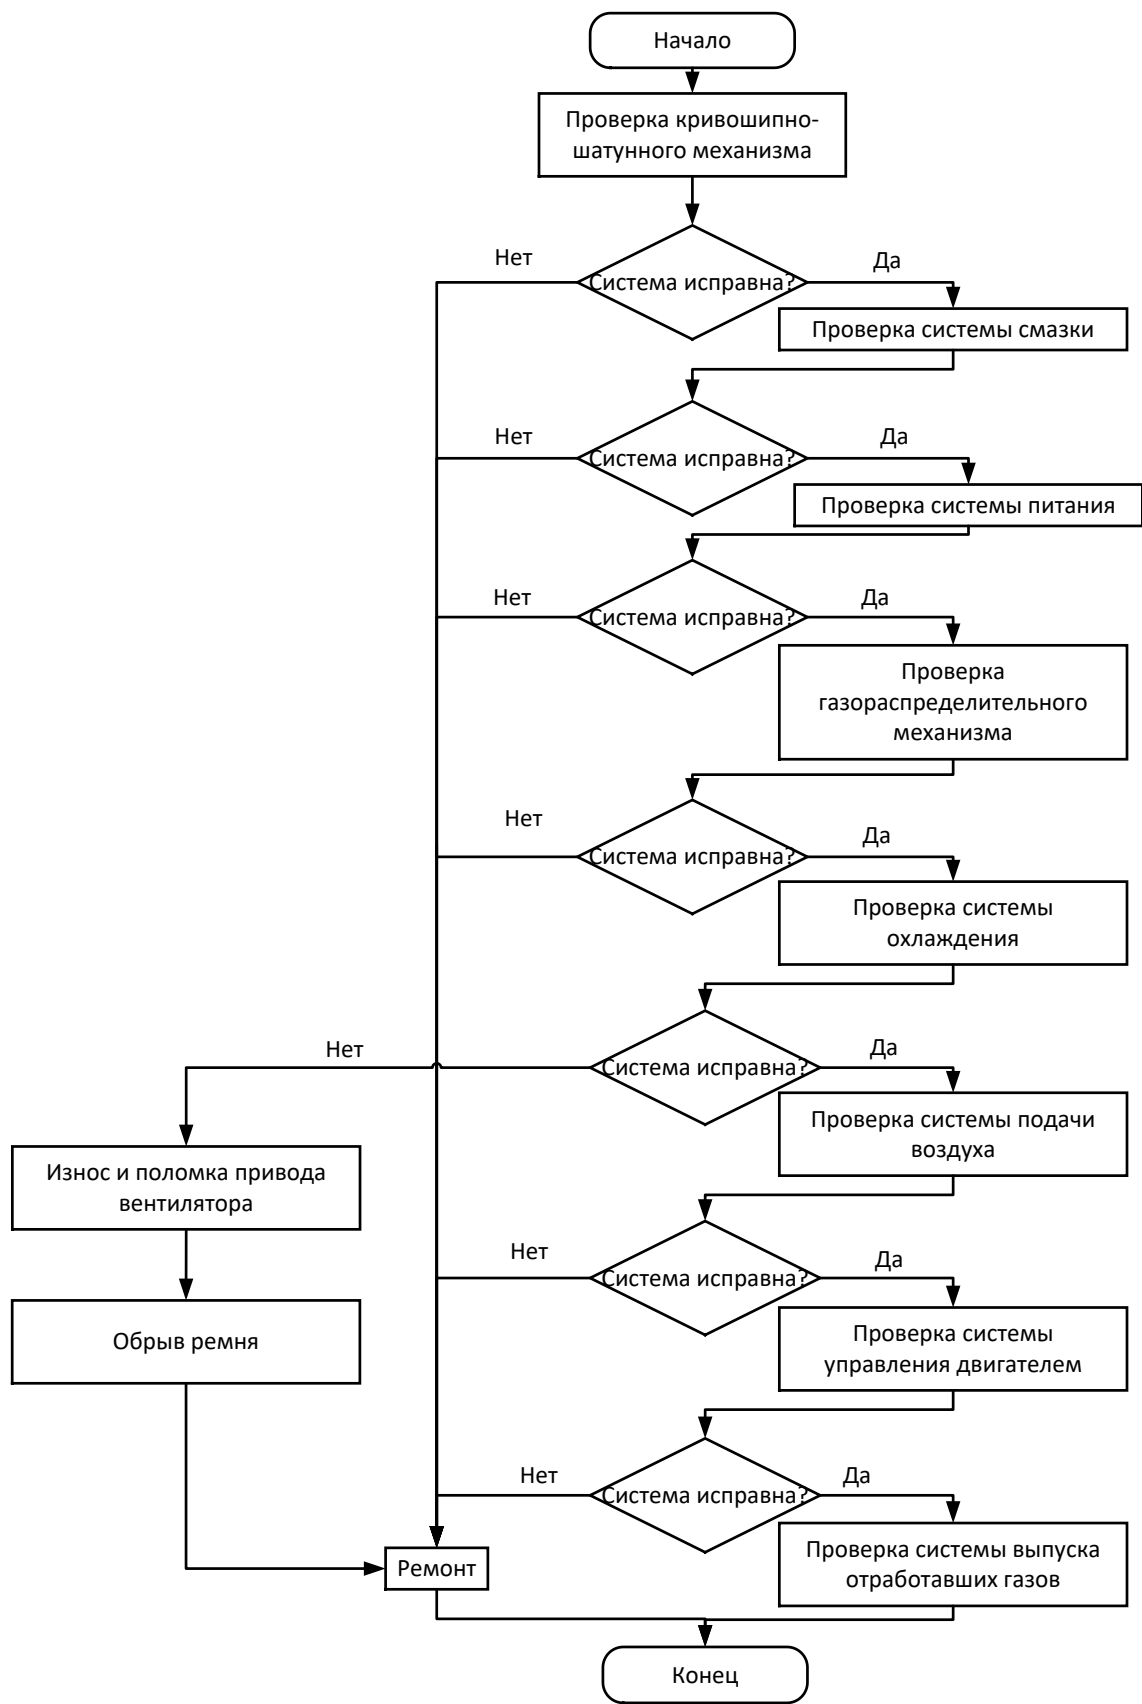 Начало
Проверка кривошипно-
шатунного механизма
Нет
Система исправна?
Да
Проверка системы смазки
Нет
Система исправна?
Да
Проверка системы питания
Нет
Система исправна?
Да
Проверка
газораспределительного
механизма
Нет
Система исправна?
Да
Проверка системы
охлаждения
Нет
Система исправна?
Да
Проверка системы подачи
воздуха
Износ и поломка привода
вентилятора
Нет
Система исправна?
Да
Обрыв ремня
Проверка системы
управления двигателем
Нет
Система исправна?
Да
Проверка системы выпуска
отработавших газов
Ремонт
Конец